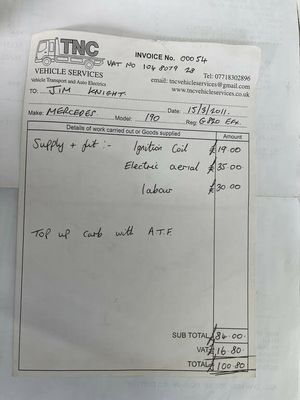 TNC
VEHICLE SERVICES
Vehicle Transport and Auto Electrics
INVOICE No. 00054
VAT NO 104 8079 28
Tel: 07718302896
email: tncvehicleservices@gmail.com
www.tncvehicleservices.co.uk
TO: JIM KNIGHT.
Make: MERCEDES Model: 190 Date: 15/3/2011.
Reg: G820 EFX.
Details of work carried out or Goods supplied Amount
Supply + fit :- Ignition Coil £19.00
Electric aerial £35.00
Labour £30.00
Top up carb with A.T.F.
SUB TOTAL £84.00.
VAT £16.80
TOTAL £100.80